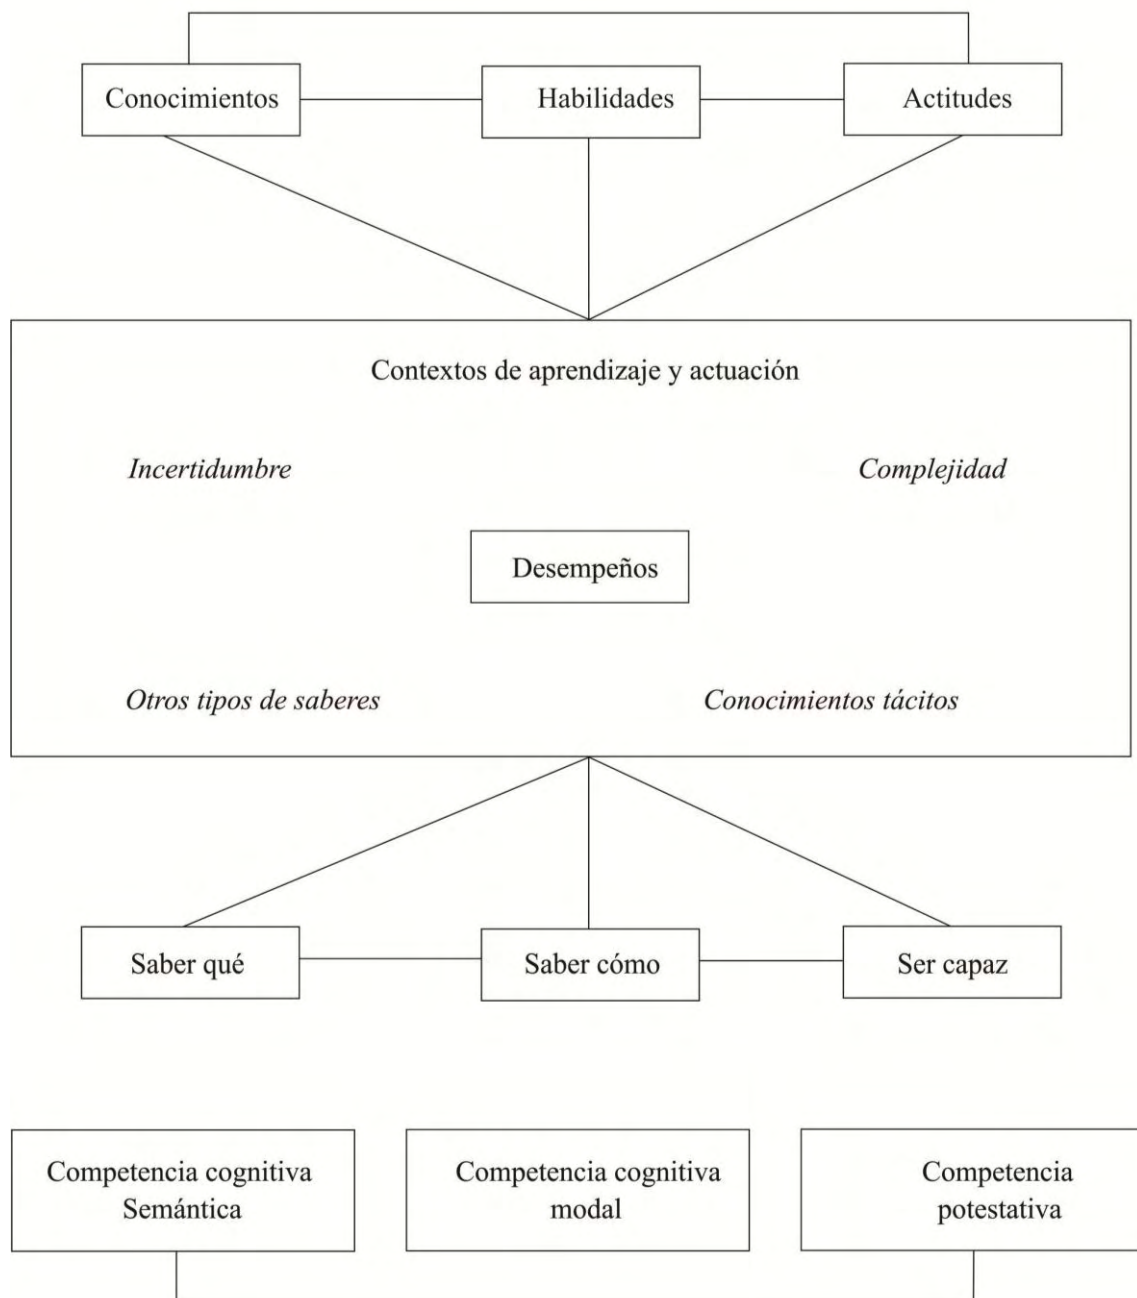 Conocimientos
Habilidades
Actitudes
Contextos de aprendizaje y actuación
Incertidumbre
Complejidad
Desempeños
Otros tipos de saberes
Conocimientos tácitos
Saber qué
Saber cómo
Ser capaz
Competencia cognitiva
Semántica
Competencia cognitiva
modal
Competencia
potestativa